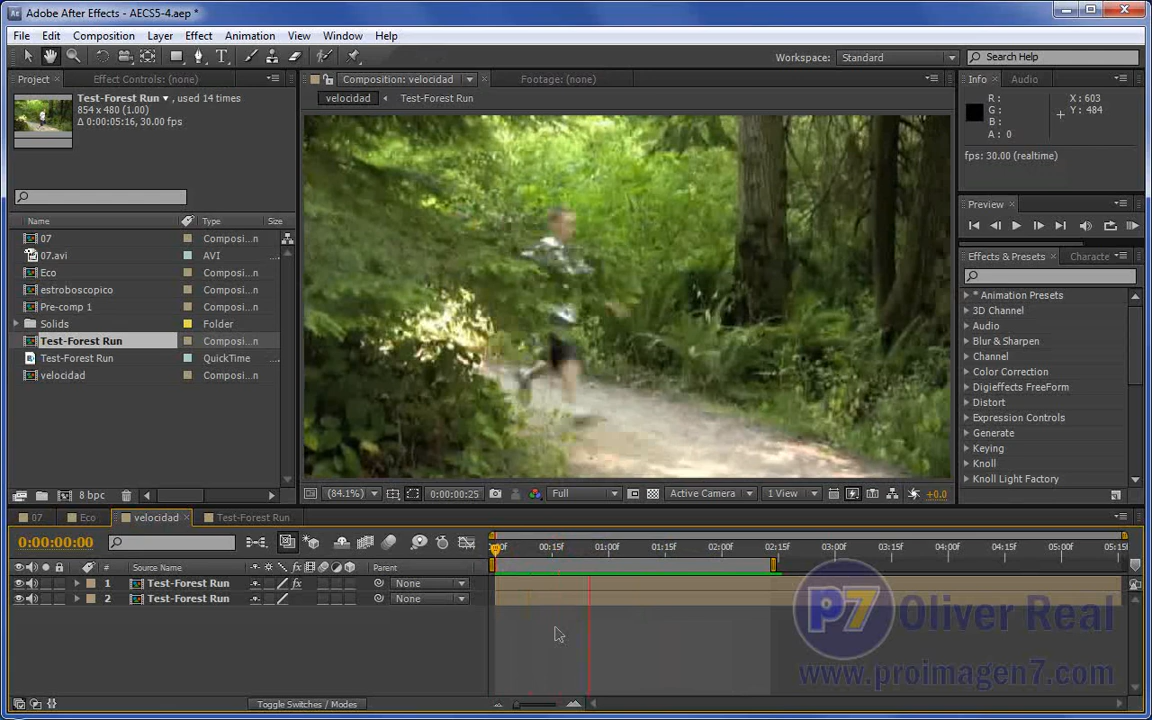 Adobe After Effects - AECS5-4.aep *
File Edit Composition Layer Effect Animation View Window Help
Workspace: Standard Search Help
Project Effect Controls: (none) Composition: velocidad Footage: (none) Info Audio
velocidad Test-Forest Run
Test-Forest Run , used 14 times
854 x 480 (1.00)
Δ 0:00:05:16, 30.00 fps
R: X: 603
G: Y: 484
B:
A: 0
fps: 30.00 (realtime)
Preview
Effects & Presets Characte
Name Type Size
07 Composi...n
07.avi AVI
Eco Composi...n
estroboscopico Composi...n
Pre-comp 1 Composi...n
Solids Folder
Test-Forest Run Composi...n
Test-Forest Run QuickTime ...
velocidad Composi...n
* Animation Presets
3D Channel
Audio
Blur & Sharpen
Channel
Color Correction
Digieffects FreeForm
Distort
Expression Controls
Generate
Keying
Knoll
Knoll Light Factory
8 bpc
(84.1%) 0:00:00:25 Full Active Camera 1 View +0.0
07 Eco velocidad Test-Forest Run
0:00:00:00
:00f 00:15f 01:00f 01:15f 02:00f 02:15f 03:00f 03:15f 04:00f 04:15f 05:00f 05:15f
# Source Name Parent
1 Test-Forest Run None
2 Test-Forest Run None
p7 Oliver Real
www.proimagen7.com
Toggle Switches / Modes